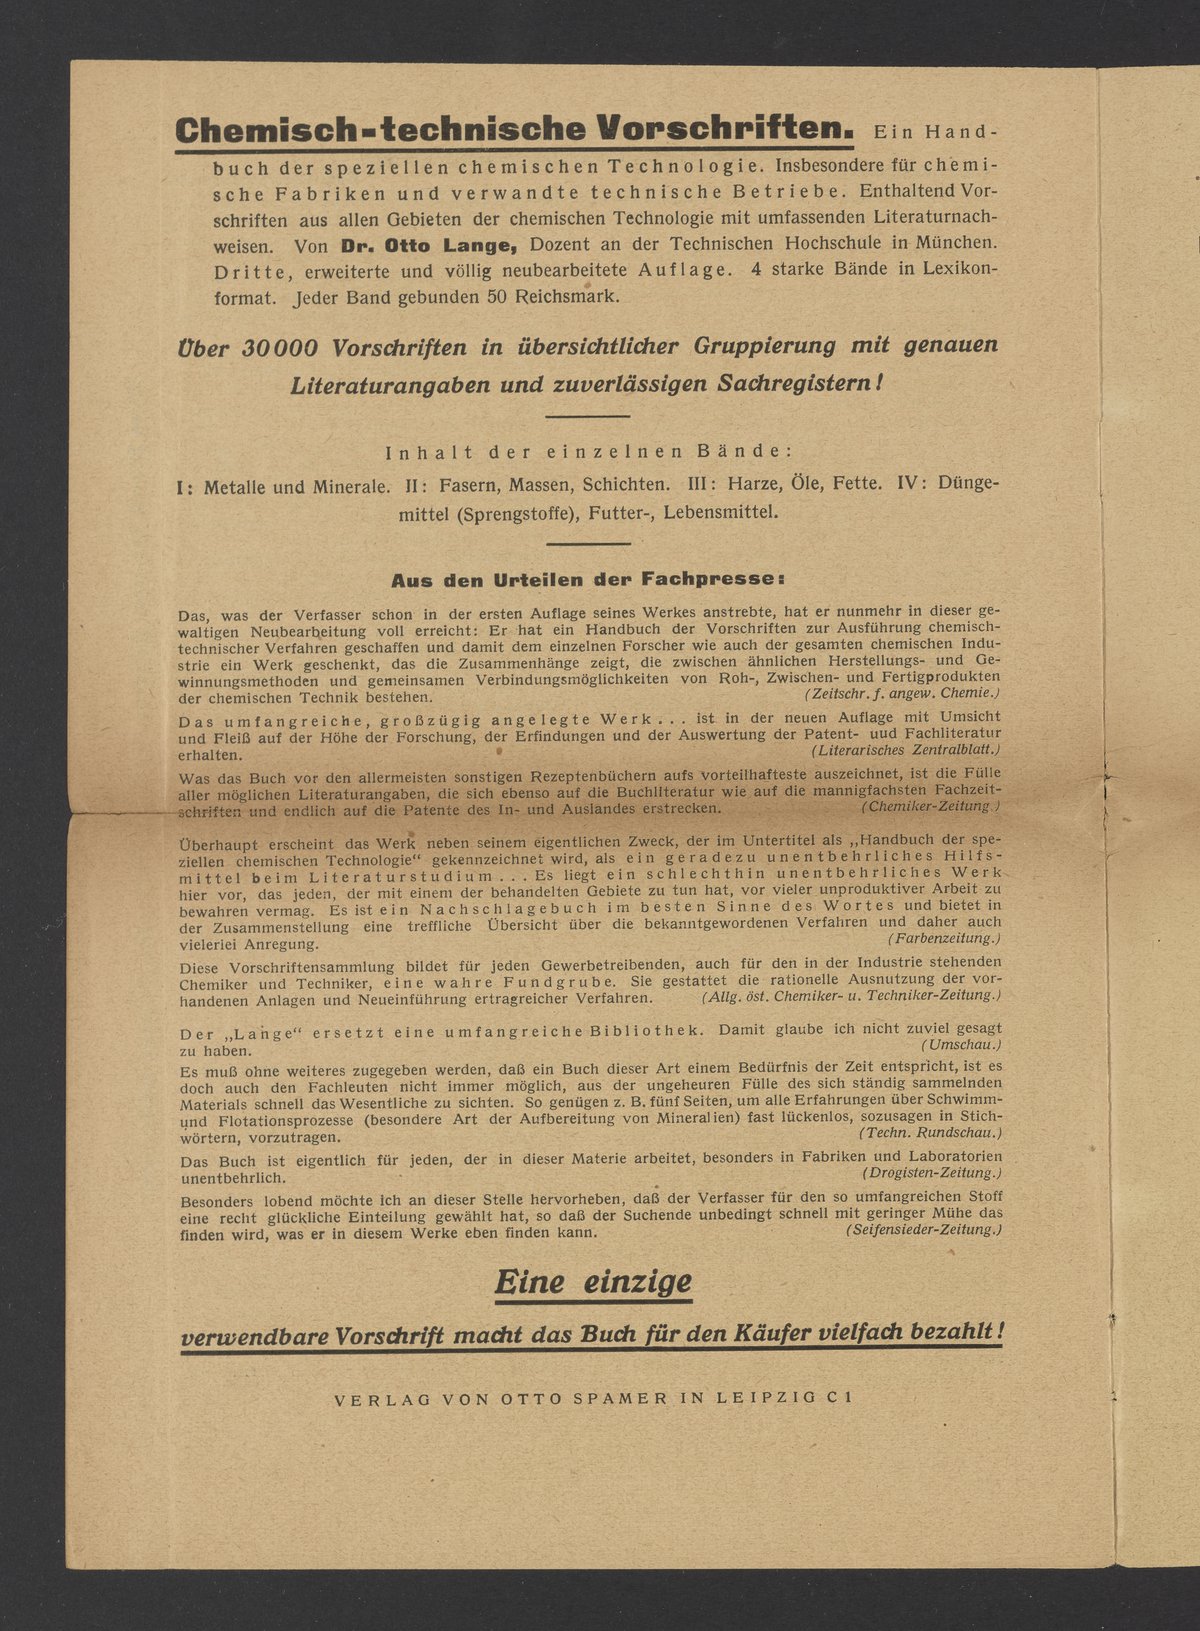 Chemisch-technische Vorschriften. Ein Hand-
buch der speziellen chemischen Technologie. Insbesondere für chemi-
sche Fabriken und verwandte technische Betriebe. Enthaltend Vor-
schriften aus allen Gebieten der chemischen Technologie mit umfassenden Literaturnach-
weisen. Von Dr. Otto Lange, Dozent an der Technischen Hochschule in München.
Dritte, erweiterte und völlig neubearbeitete Auflage. 4 starke Bände in Lexikon-
format. Jeder Band gebunden 50 Reichsmark.
Über 30000 Vorschriften in übersichtlicher Gruppierung mit genauen
Literaturangaben und zuverlässigen Sachregistern!
Inhalt der einzelnen Bände:
I: Metalle und Minerale. II: Fasern, Massen, Schichten. III: Harze, Öle, Fette. IV: Dünge-
mittel (Sprengstoffe), Futter-, Lebensmittel.
Aus den Urteilen der Fachpresse:
Das, was der Verfasser schon in der ersten Auflage seines Werkes anstrebte, hat er nunmehr in dieser ge-
waltigen Neubearbeitung voll erreicht: Er hat ein Handbuch der Vorschriften zur Ausführung chemisch-
technischer Verfahren geschaffen und damit dem einzelnen Forscher wie auch der gesamten chemischen Indu-
strie ein Werk geschenkt, das die Zusammenhänge zeigt, die zwischen ähnlichen Herstellungs- und Ge-
winnungsmethoden und gemeinsamen Verbindungsmöglichkeiten von Roh-, Zwischen- und Fertigprodukten
der chemischen Technik bestehen. (Zeitschr. f. angew. Chemie.)
Das umfangreiche, großzügig angelegte Werk... ist in der neuen Auflage mit Umsicht
und Fleiß auf der Höhe der Forschung, der Erfindungen und der Auswertung der Patent- uud Fachliteratur
erhalten. (Literarisches Zentralblatt.)
Was das Buch vor den allermeisten sonstigen Rezeptenbüchern aufs vorteilhafteste auszeichnet, ist die Fülle
aller möglichen Literaturangaben, die sich ebenso auf die Buchliteratur wie auf die mannigfachsten Fachzeit-
schriften und endlich auf die Patente des In- und Auslandes erstrecken. (Chemiker-Zeitung.)
Überhaupt erscheint das Werk neben seinem eigentlichen Zweck, der im Untertitel als „Handbuch der spe-
ziellen chemischen Technologie“ gekennzeichnet wird, als ein geradezu unentbehrliches Hilfs-
mittel beim Literaturstudium... Es liegt ein schlechthin unentbehrliches Werk
hier vor, das jeden, der mit einem der behandelten Gebiete zu tun hat, vor vieler unproduktiver Arbeit zu
bewahren vermag. Es ist ein Nachschlagebuch im besten Sinne des Wortes und bietet in
der Zusammenstellung eine treffliche Übersicht über die bekanntgewordenen Verfahren und daher auch
vielerlei Anregung. (Farbenzeitung.)
Diese Vorschriftensammlung bildet für jeden Gewerbetreibenden, auch für den in der Industrie stehenden
Chemiker und Techniker, eine wahre Fundgrube. Sie gestattet die rationelle Ausnutzung der vor-
handenen Anlagen und Neueinführung ertragreicher Verfahren. (Allg. öst. Chemiker- u. Techniker-Zeitung.)
Der „Lange“ ersetzt eine umfangreiche Bibliothek. Damit glaube ich nicht zuviel gesagt
zu haben. (Umschau.)
Es muß ohne weiteres zugegeben werden, daß ein Buch dieser Art einem Bedürfnis der Zeit entspricht, ist es
doch auch den Fachleuten nicht immer möglich, aus der ungeheuren Fülle des sich ständig sammelnden
Materials schnell das Wesentliche zu sichten. So genügen z. B. fünf Seiten, um alle Erfahrungen über Schwimm-
und Flotationsprozesse (besondere Art der Aufbereitung von Mineralien) fast lückenlos, sozusagen in Stich-
wörtern, vorzutragen. (Techn. Rundschau.)
Das Buch ist eigentlich für jeden, der in dieser Materie arbeitet, besonders in Fabriken und Laboratorien
unentbehrlich. (Drogisten-Zeitung.)
Besonders lobend möchte ich an dieser Stelle hervorheben, daß der Verfasser für den so umfangreichen Stoff
eine recht glückliche Einteilung gewählt hat, so daß der Suchende unbedingt schnell mit geringer Mühe das
finden wird, was er in diesem Werke eben finden kann. (Seifensieder-Zeitung.)
Eine einzige
verwendbare Vorschrift macht das Buch für den Käufer vielfach bezahlt!
VERLAG VON OTTO SPAMER IN LEIPZIG C 1